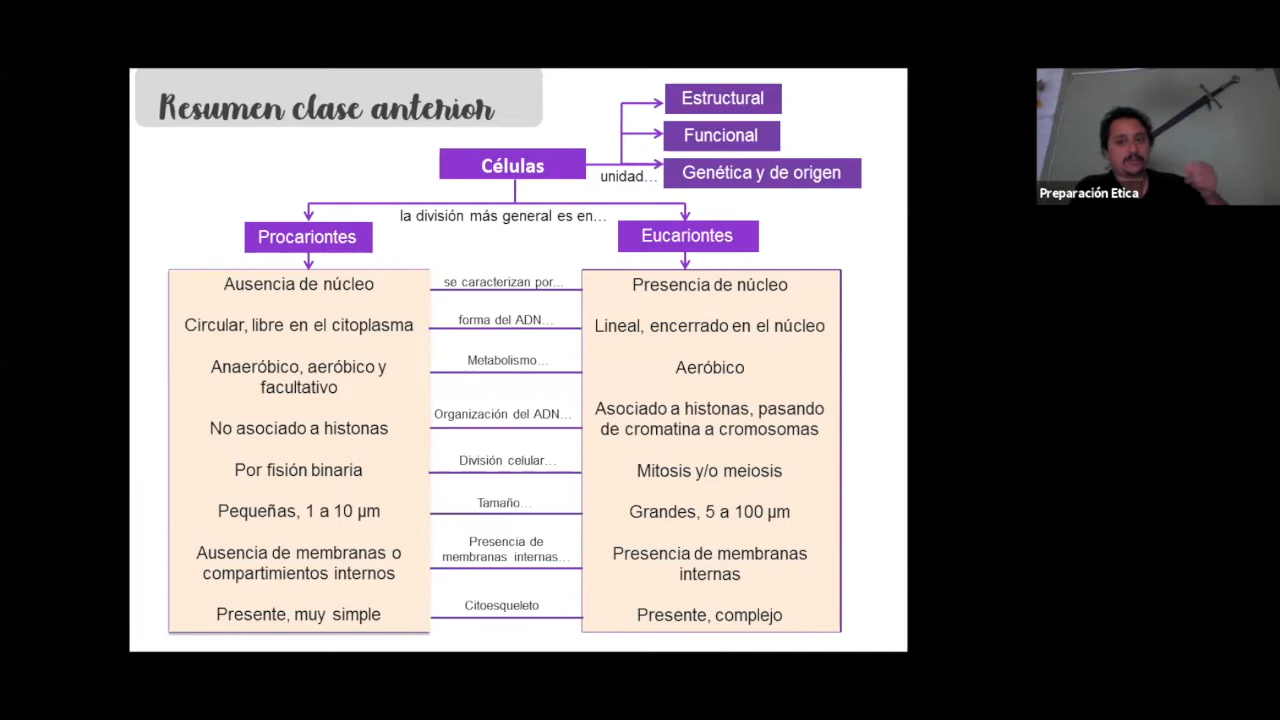 Resumen clase anterior
Estructural
Funcional
Células
unidad...
Genética y de origen
la división más general es en...
Procariontes
Eucariontes
Ausencia de núcleo
se caracterizan por...
Presencia de núcleo
Circular, libre en el citoplasma
forma del ADN...
Lineal, encerrado en el núcleo
Anaeróbico, aeróbico y
facultativo
Metabolismo...
Aeróbico
No asociado a histonas
Organización del ADN...
Asociado a histonas, pasando
de cromatina a cromosomas
Por fisión binaria
División celular...
Mitosis y/o meiosis
Pequeñas, 1 a 10 µm
Tamaño...
Grandes, 5 a 100 µm
Ausencia de membranas o
compartimientos internos
Presencia de
membranas internas...
Presencia de membranas
internas
Presente, muy simple
Citoesqueleto
Presente, complejo
Preparación Etica